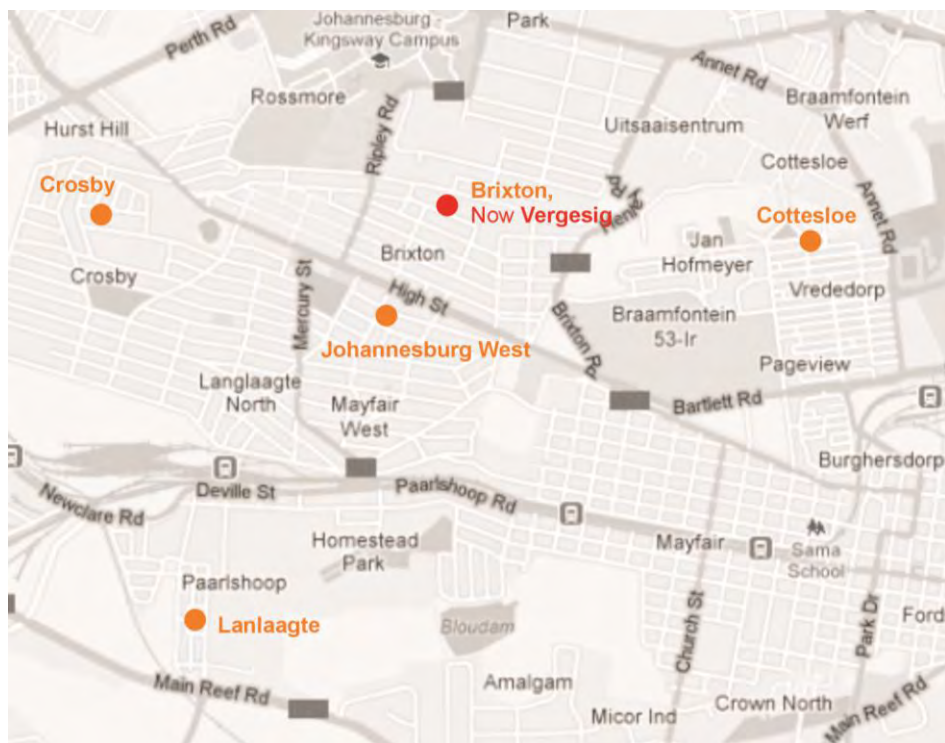 Johannesburg -
Kingsway Campus
Park
Perth Rd
Annet Rd
Rossmore
Braamfontein
Werf
Hurst Hill
Ripley Rd
Uitsaaisentrum
Cottesloe
Crosby
Brixton,
Now Vergesig
Cottesloe
Annet Rd
Brixton
Jan
Hofmeyer
Crosby
Mercury St
High St
Vrededorp
Braamfontein
53-Ir
Brixton Rd
Johannesburg West
Pageview
Langlaagte
North
Mayfair
West
Bartlett Rd
Burghersdorp
Newclare Rd
Deville St
Paarlshoop Rd
Homestead
Park
Mayfair
Sama
School
Paarlshoop
Lanlaagte
Bloudam
Church St
Park Dr
Ford
Main Reef Rd
Amalgam
Micor Ind
Crown North
Main Reef Rd